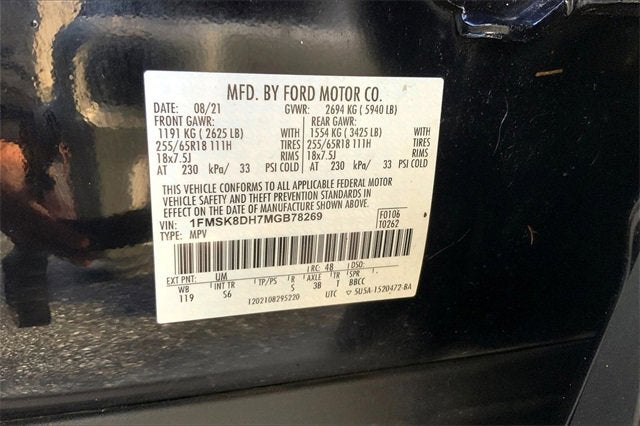 MFD. BY FORD MOTOR CO.
DATE: 08/21 GVWR: 2694 KG ( 5940 LB)
FRONT GAWR: REAR GAWR:
1191 KG ( 2625 LB) WITH 1554 KG ( 3425 LB) WITH
255/65R18 111H TIRES 255/65R18 111H TIRES
18x7.5J RIMS 18x7.5J RIMS
AT 230 kPa/ 33 PSI COLD AT 230 kPa/ 33 PSI COLD
THIS VEHICLE CONFORMS TO ALL APPLICABLE FEDERAL MOTOR
VEHICLE SAFETY AND THEFT PREVENTION STANDARDS IN
EFFECT ON THE DATE OF MANUFACTURE SHOWN ABOVE.
VIN: 1FMSK8DH7MGB78269 F0106
TYPE: MPV T0262
EXT PNT: UM RC: 48 DSO:
WB INT TR TP/PS R AXLE TR SPR
119 S6 S 3B T BBCC
1202108295220 UTC 5U5A-1520472-BA